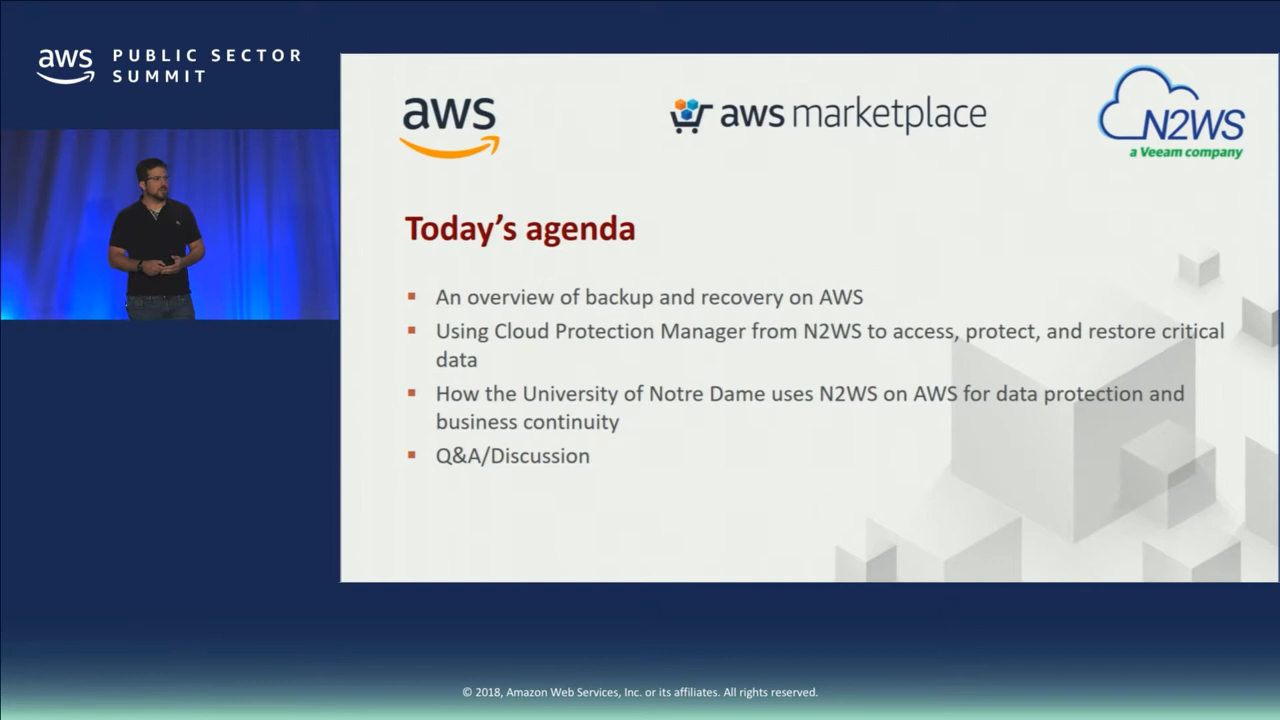 aws PUBLIC SECTOR
SUMMIT
aws
aws marketplace
N2WS
a Veeam company
Today's agenda
An overview of backup and recovery on AWS
Using Cloud Protection Manager from N2WS to access, protect, and restore critical
data
How the University of Notre Dame uses N2WS on AWS for data protection and
business continuity
Q&A/Discussion
© 2018, Amazon Web Services, Inc. or its affiliates. All rights reserved.